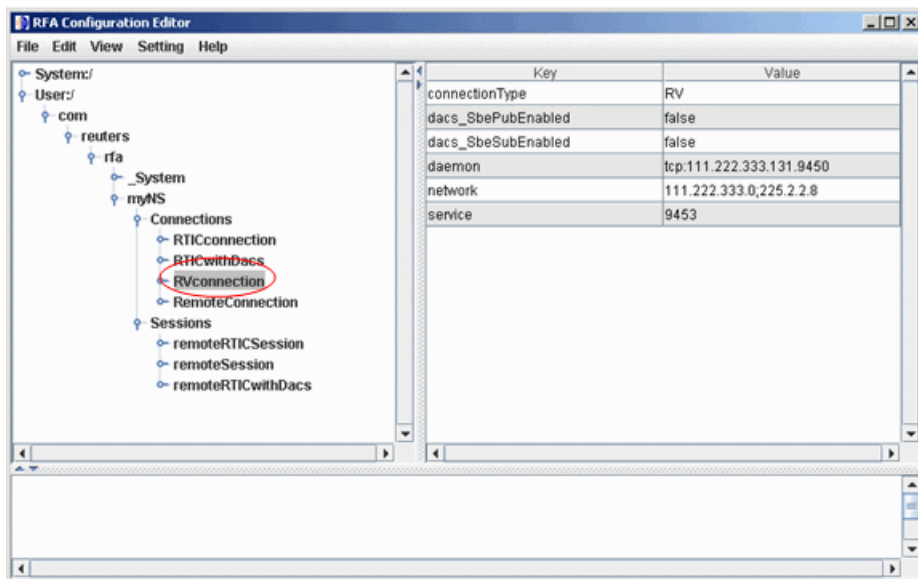 RFA Configuration Editor
File Edit View Setting Help
System:/
User:/
com
reuters
rfa
_System
myNS
Connections
RTICconnection
RTICwithDacs
RVconnection
RemoteConnection
Sessions
remoteRTICSession
remoteSession
remoteRTICwithDacs
Key Value
connectionType RV
dacs_SbePubEnabled false
dacs_SbeSubEnabled false
daemon tcp:111.222.333.131.9450
network 111.222.333.0;225.2.2.8
service 9453